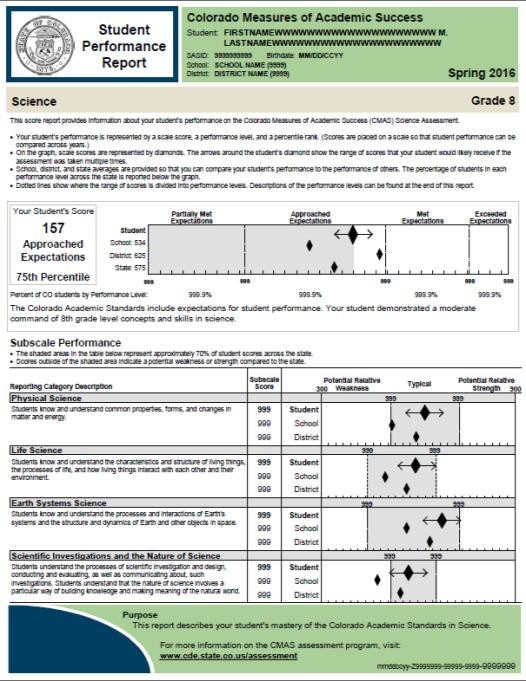 Student
Performance
Report
Colorado Measures of Academic Success
Student: FIRSTNAMEWWWWWWWWWWWWWWWWWWWWW M.
LASTNAMEWWWWWWWWWWWWWWWWWWWWW
SASID: 9999999999 Birthdate: MM/DD/CCYY
School: SCHOOL NAME (9999)
District: DISTRICT NAME (9999)
Spring 2016
Science
Grade 8
This score report provides information about your student's performance on the Colorado Measures of Academic Success (CMAS) Science Assessment.
• Your student's performance is represented by a scale score, a performance level, and a percentile rank. (Scores are placed on a scale so that student performance can be
compared across years.)
• On the graph, scale scores are represented by diamonds. The arrows around the student's diamond show the range of scores that your student would likely receive if the
assessment was taken multiple times.
• School, district, and state averages are provided so that you can compare your student's performance to the performance of others. The percentage of students in each
performance level across the state is reported below the graph.
• Dotted lines show where the range of scores is divided into performance levels. Descriptions of the performance levels can be found at the end of this report.
Your Student's Score
157
Approached
Expectations
75th Percentile
Partially Met
Expectations
Approached
Expectations
Met
Expectations
Exceeded
Expectations
Student
School: 534
District: 625
State: 575
999 999 999 999 999
Percent of CO students by Performance Level: 999.9% 999.9% 999.9% 999.9%
The Colorado Academic Standards include expectations for student performance. Your student demonstrated a moderate
command of 8th grade level concepts and skills in science.
Subscale Performance
• The shaded areas in the table below represent approximately 70% of student scores across the state.
• Scores outside of the shaded area indicate a potential weakness or strength compared to the state.
Reporting Category Description
Subscale
Score
300
Potential Relative
Weakness
Typical
Potential Relative
Strength
300
Physical Science
999 999
Students know and understand common properties, forms, and changes in
matter and energy.
999 Student
999 School
999 District
Life Science
999 999
Students know and understand the characteristics and structure of living things,
the processes of life, and how living things interact with each other and their
environment.
999 Student
999 School
999 District
Earth Systems Science
999 999
Students know and understand the processes and interactions of Earth's
systems and the structure and dynamics of Earth and other objects in space.
999 Student
999 School
999 District
Scientific Investigations and the Nature of Science
999 999
Students understand the processes of scientific investigation and design,
conducting and evaluating, as well as communicating about, such
investigations. Students understand that the nature of science involves a
particular way of building knowledge and making meaning of the natural world.
999 Student
999 School
999 District
Purpose
This report describes your student's mastery of the Colorado Academic Standards in Science.
For more information on the CMAS assessment program, visit:
www.cde.state.co.us/assessment
mmddccyy-Z9999999-99999-9999-9999999